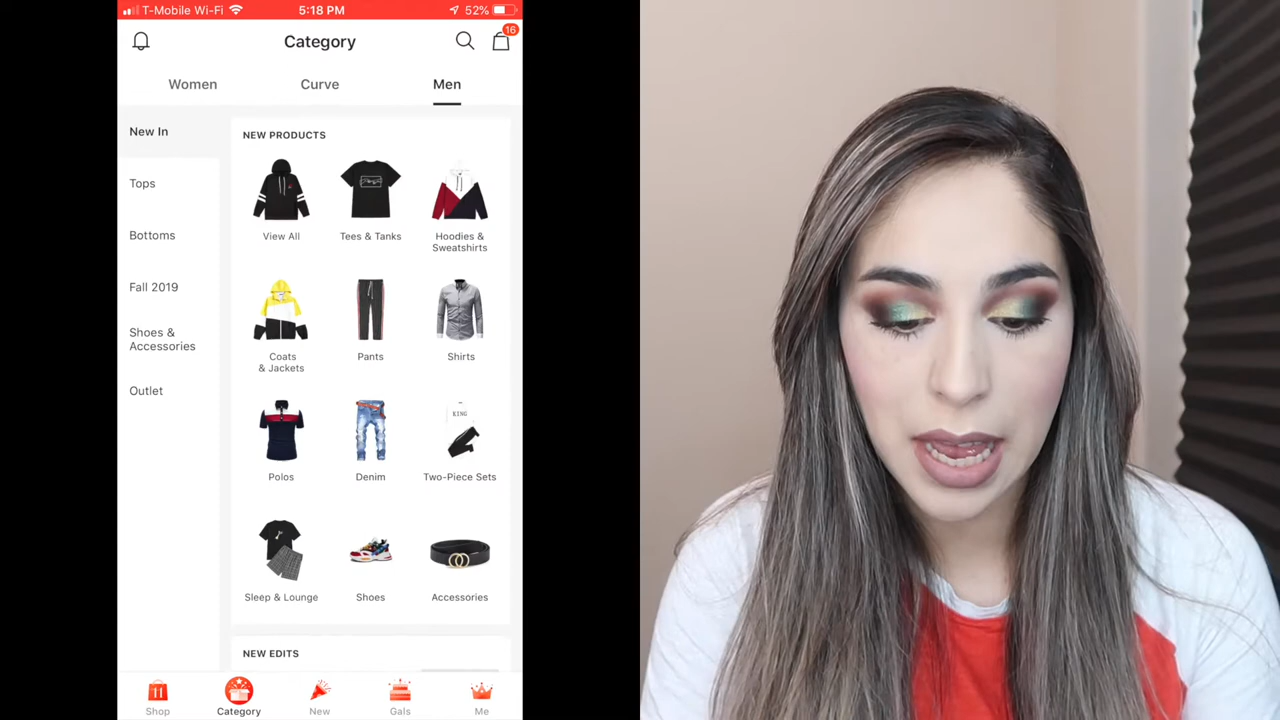 T-Mobile Wi-Fi 5:18 PM 52%
Category
16
Women Curve Men
New In
Tops
Bottoms
Fall 2019
Shoes &
Accessories
Outlet
NEW PRODUCTS
View All
Tees & Tanks
Hoodies &
Sweatshirts
Coats
& Jackets
Pants
Shirts
KING
Polos
Denim
Two-Piece Sets
Sleep & Lounge
Shoes
Accessories
NEW EDITS
11
Shop Category New Gals Me